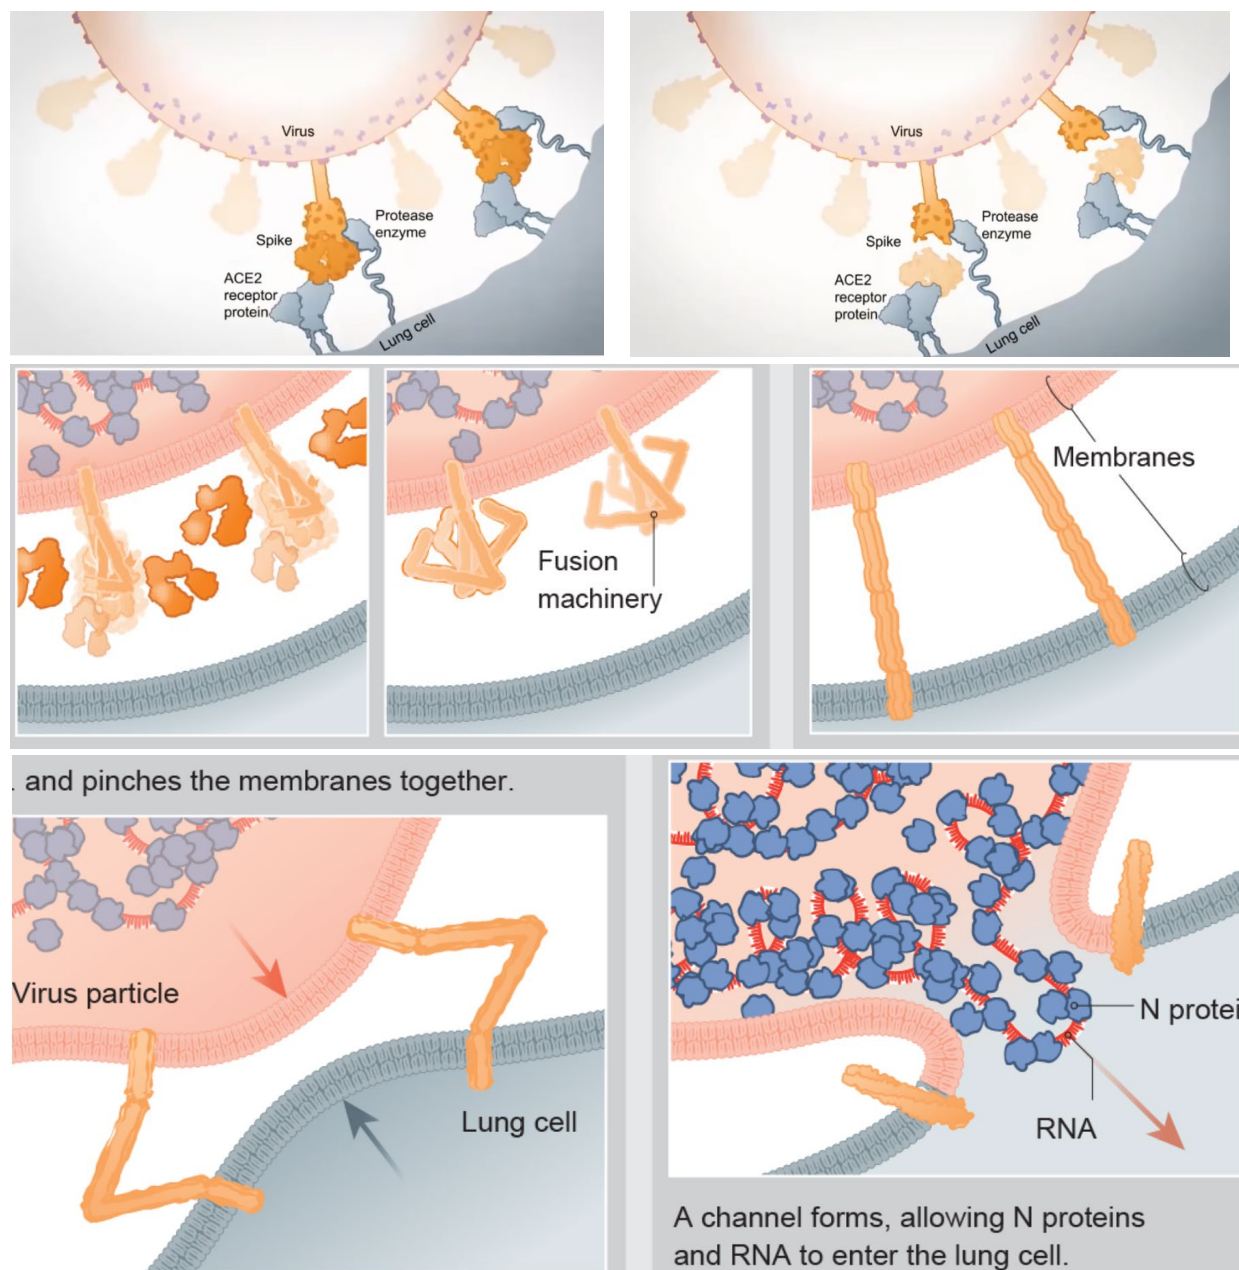 Virus
Protease
enzyme
Spike
ACE2
receptor
protein
Lung cell
Virus
Protease
enzyme
Spike
ACE2
receptor
protein
Lung cell
Fusion
machinery
Membranes
. and pinches the membranes together.
Virus particle
Lung cell
N protei
RNA
A channel forms, allowing N proteins
and RNA to enter the lung cell.